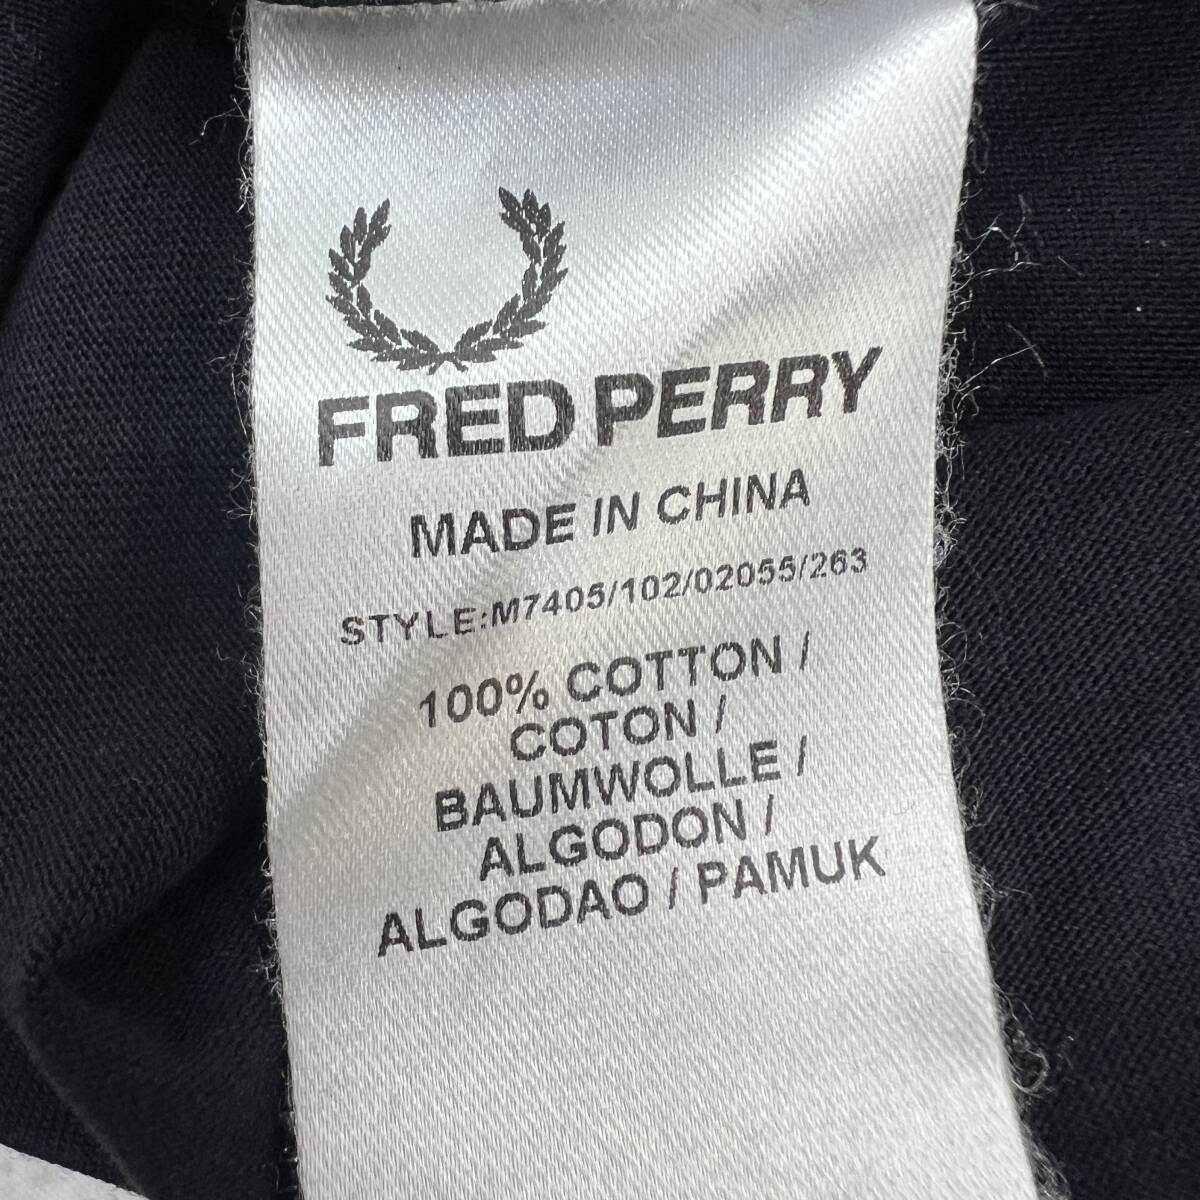 FRED PERRY
MADE IN CHINA
STYLE:M7405/102/02055/263
100% COTTON /
COTON /
BAUMWOLLE /
ALGODON /
ALGODAO / PAMUK